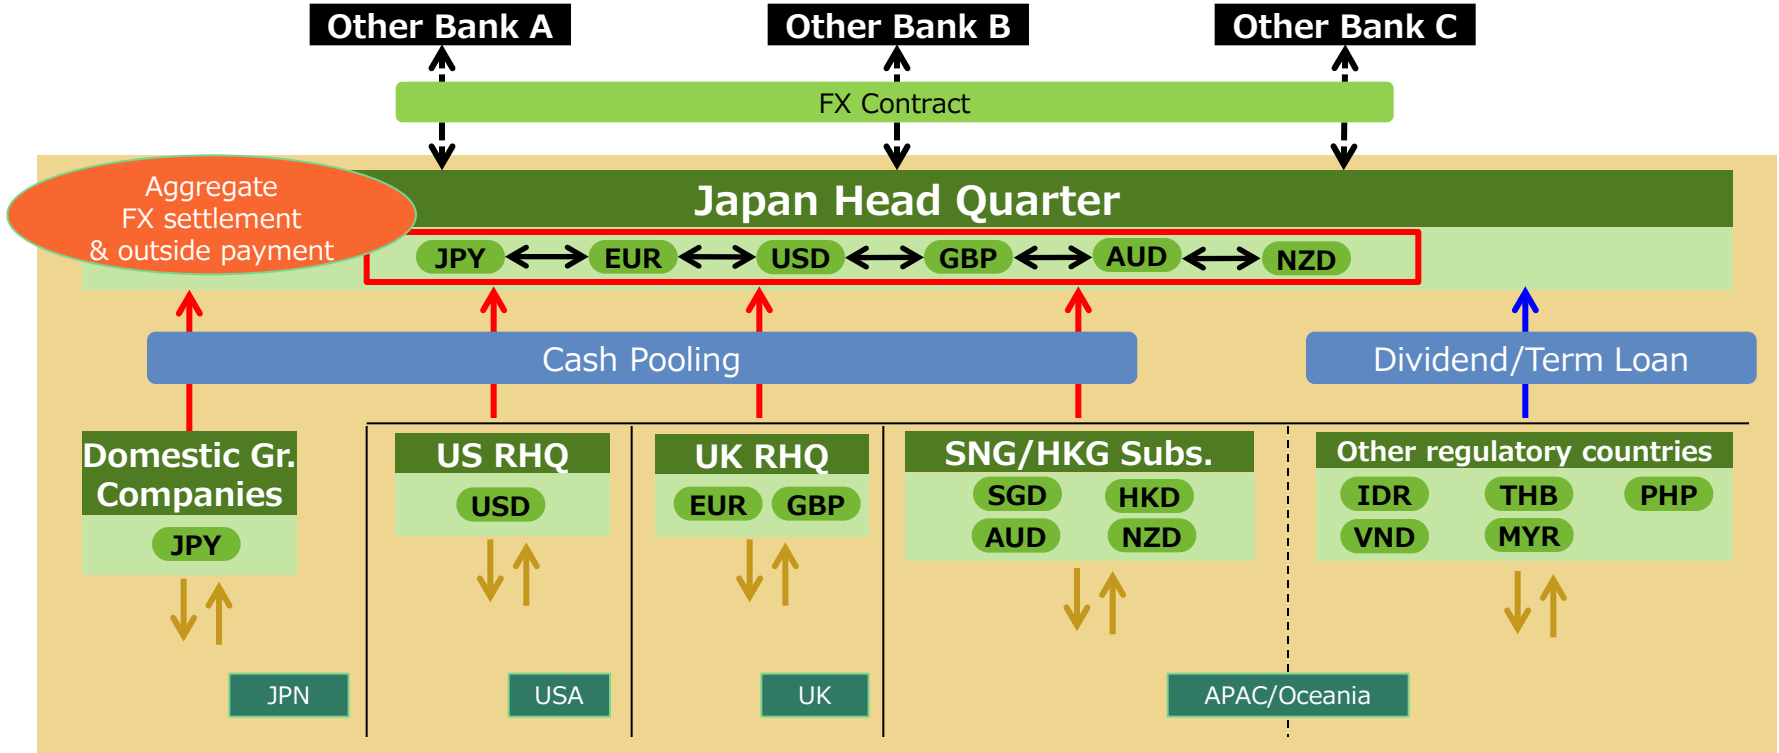 Other Bank A
Other Bank B
Other Bank C
FX Contract
Aggregate
FX settlement
& outside payment
Japan Head Quarter
JPY
EUR
USD
GBP
AUD
NZD
Cash Pooling
Dividend/Term Loan
Domestic Gr.
Companies
JPY
US RHQ
USD
UK RHQ
EUR
GBP
SNG/HKG Subs.
SGD
HKD
AUD
NZD
Other regulatory countries
IDR
THB
PHP
VND
MYR
JPN
USA
UK
APAC/Oceania